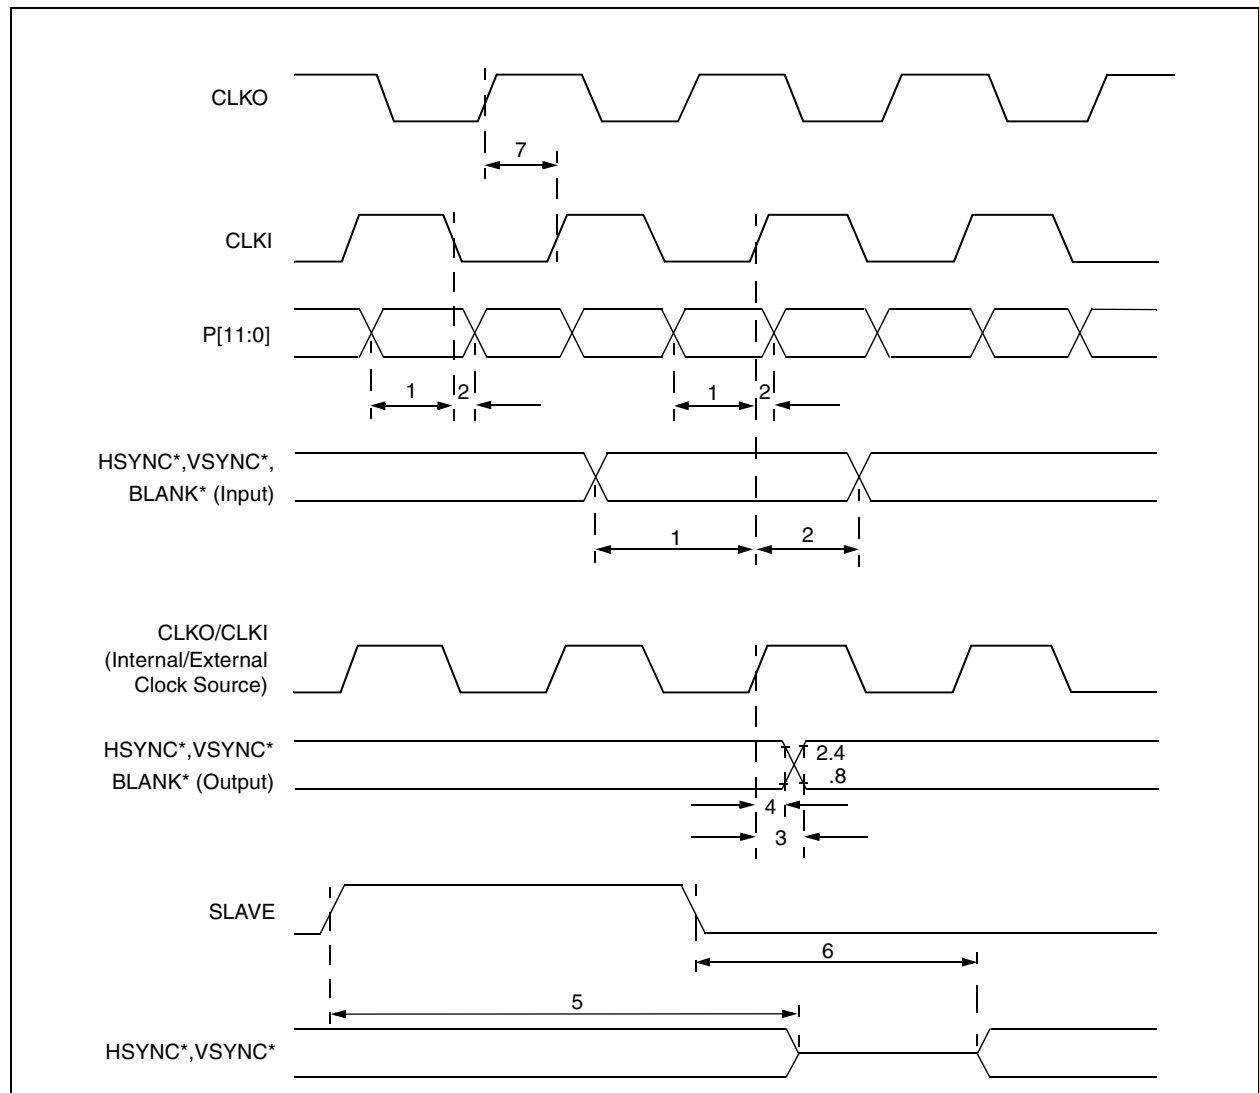 CLKO
7
CLKI
P[11:0]
1 2 1 2
HSYNC*,VSYNC*,
BLANK* (Input)
1 2
CLKO/CLKI
(Internal/External
Clock Source)
HSYNC*,VSYNC*
2.4
BLANK* (Output)
.8
4
3
SLAVE
6
5
HSYNC*,VSYNC*